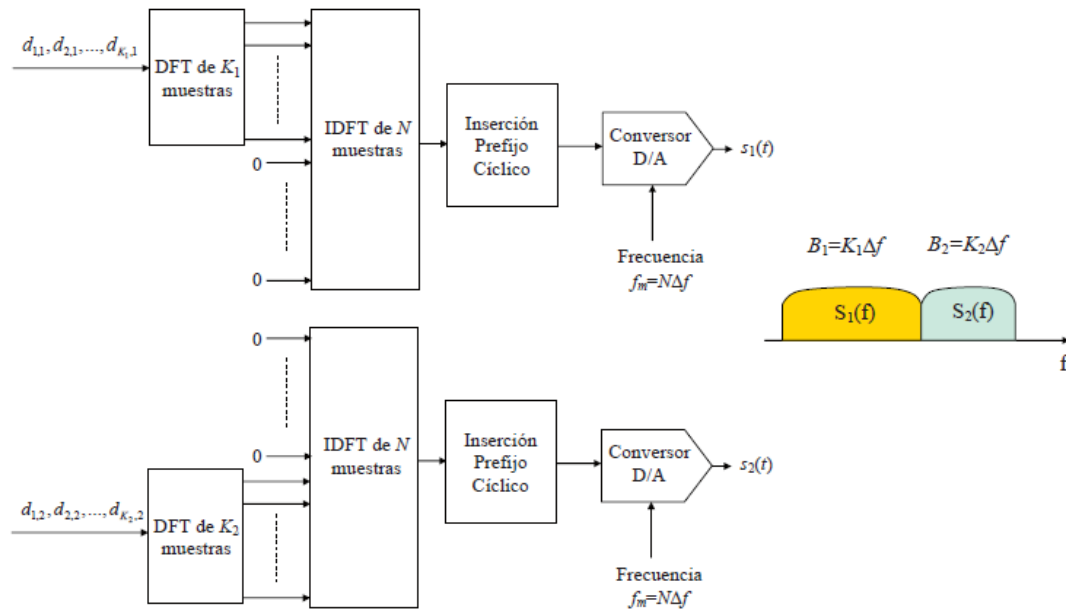 d₁,₁, d₂,₁, ..., d_K₁,₁
DFT de K₁
muestras
0
0
IDFT de N
muestras
Inserción
Prefijo
Cíclico
Conversor
D/A
s₁(t)
Frecuencia
fₘ=NΔf
B₁=K₁Δf
B₂=K₂Δf
S₁(f)
S₂(f)
f
0
0
d₁,₂, d₂,₂, ..., d_K₂,₂
DFT de K₂
muestras
IDFT de N
muestras
Inserción
Prefijo
Cíclico
Conversor
D/A
s₂(t)
Frecuencia
fₘ=NΔf